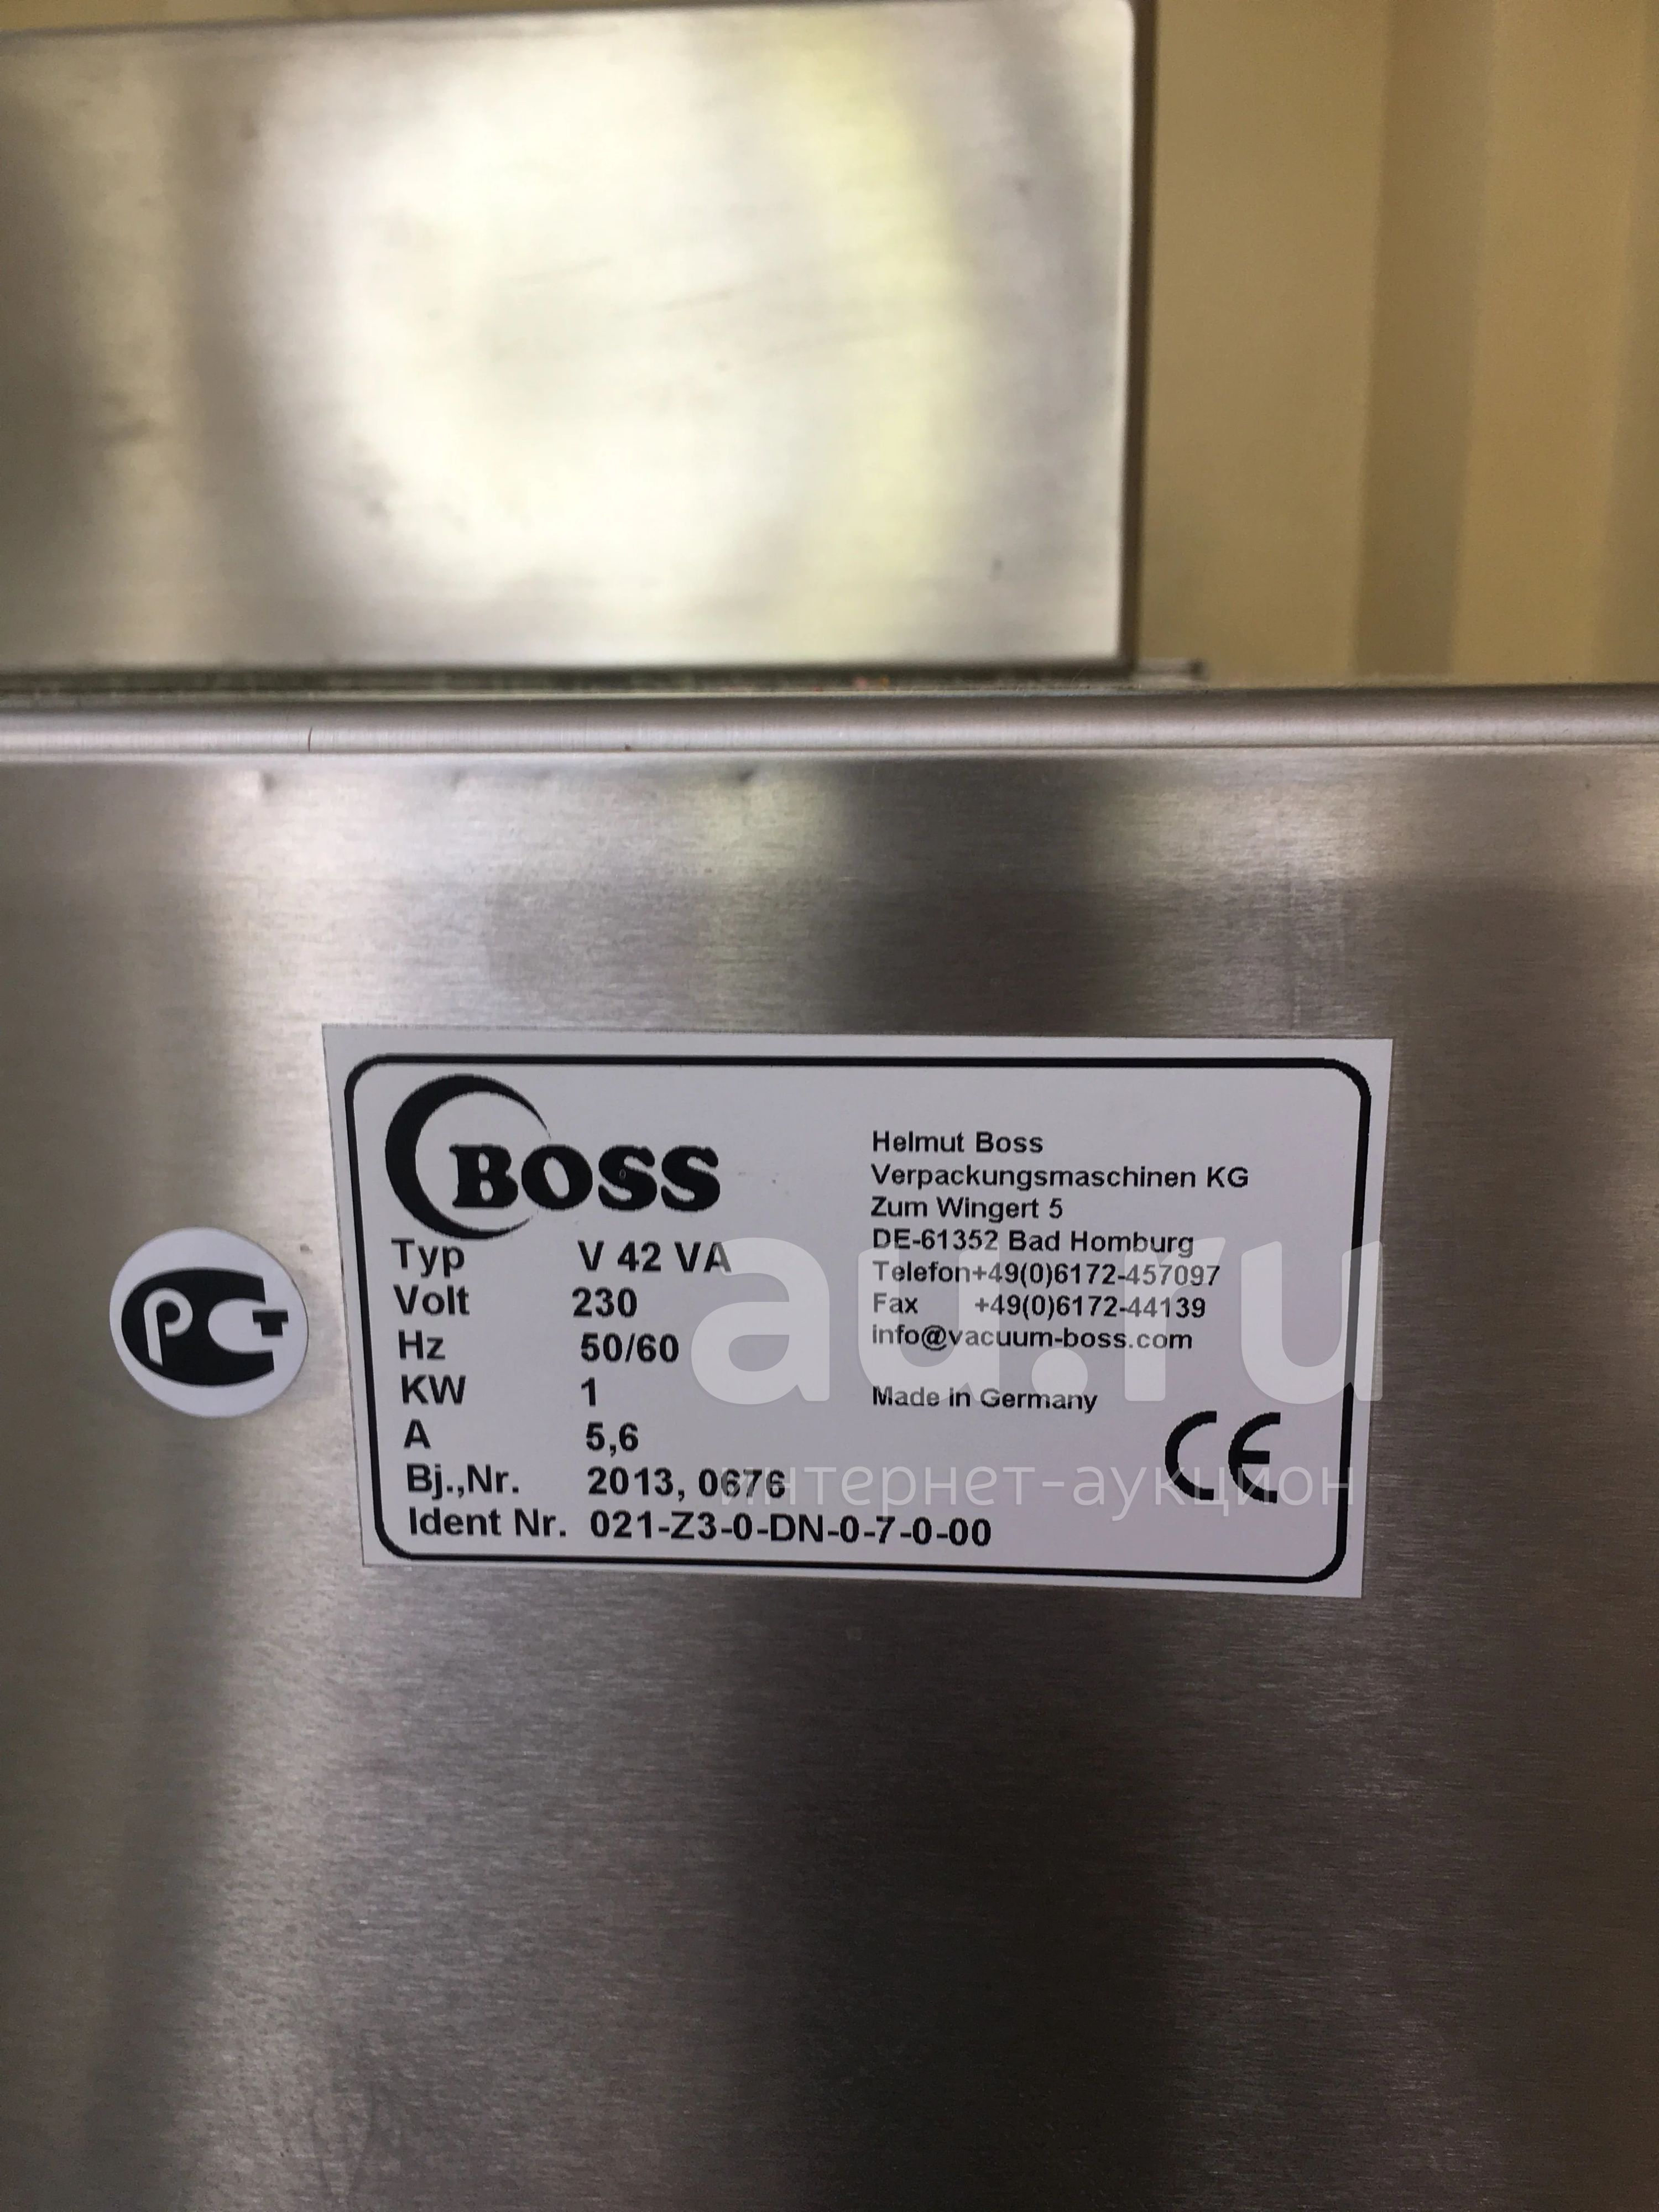 BOSS
Typ V 42 VA
Volt 230
Hz 50/60
KW 1
A 5,6
Bj.,Nr. 2013, 0676
Ident Nr. 021-Z3-0-DN-0-7-0-00
Helmut Boss
Verpackungsmaschinen KG
Zum Wingert 5
DE-61352 Bad Homburg
Telefon+49(0)6172-457097
Fax +49(0)6172-44139
info@vacuum-boss.com
Made in Germany
CE
РСТ
au.ru
интернет-аукцион